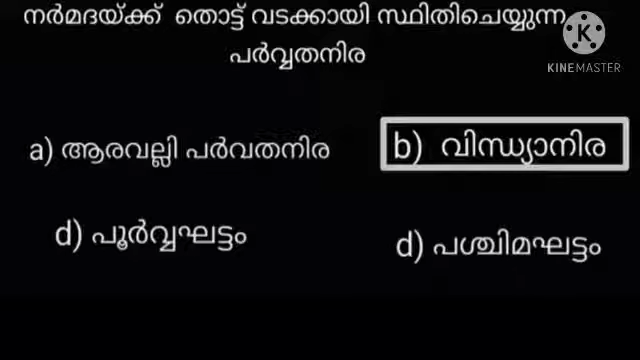 നർമദയ്ക്ക് തൊട്ട് വടക്കായി സ്ഥിതിചെയ്യുന്ന
പർവ്വതനിര
K
KINEMASTER
a) ആരവല്ലി പർവതനിര
b) വിന്ധ്യാനിര
d) പൂർവ്വഘട്ടം
d) പശ്ചിമഘട്ടം